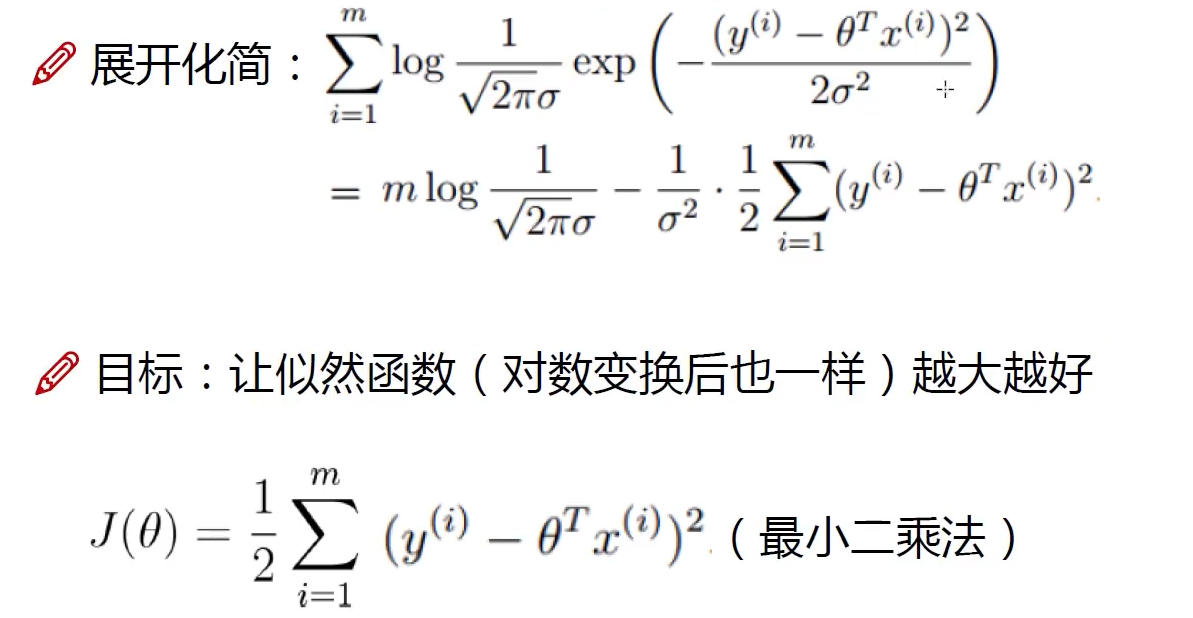 展开化简：$\sum_{i=1}^{m} \log \frac{1}{\sqrt{2\pi}\sigma} \exp\left(-\frac{(y^{(i)} - \theta^T x^{(i)})^2}{2\sigma^2}\right)$
$= m \log \frac{1}{\sqrt{2\pi}\sigma} - \frac{1}{\sigma^2} \cdot \frac{1}{2} \sum_{i=1}^{m} (y^{(i)} - \theta^T x^{(i)})^2.$
目标：让似然函数（对数变换后也一样）越大越好
$J(\theta) = \frac{1}{2} \sum_{i=1}^{m} (y^{(i)} - \theta^T x^{(i)})^2.$（最小二乘法）